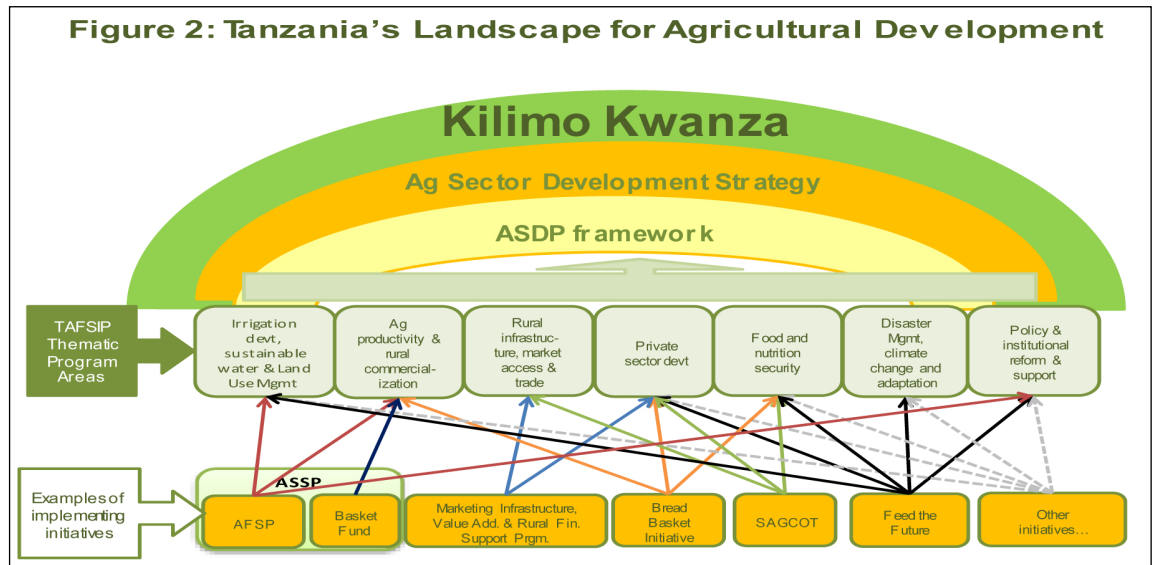 Figure 2: Tanzania's Landscape for Agricultural Development
Kilimo Kwanza
Ag Sector Development Strategy
ASDP framework
TAFSIP
Thematic
Program
Areas
Irrigation
devt,
sustainable
water & Land
Use Mgmt
Ag
productivity &
rural
commercial-
ization
Rural
infrastruc-
ture, market
access &
trade
Private
sector devt
Food and
nutrition
security
Disaster
Mgmt,
climate
change and
adaptation
Policy &
institutional
reform &
support
Examples of
implementing
initiatives
ASSP
AFSP
Basket
Fund
Marketing Infrastructure,
Value Add. & Rural Fin.
Support Prgm.
Bread
Basket
Initiative
SAGCOT
Feed the
Future
Other
initiatives…